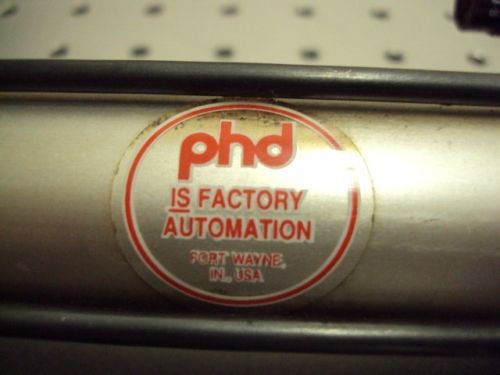 phd
IS FACTORY
AUTOMATION
FORT WAYNE,
IN., USA